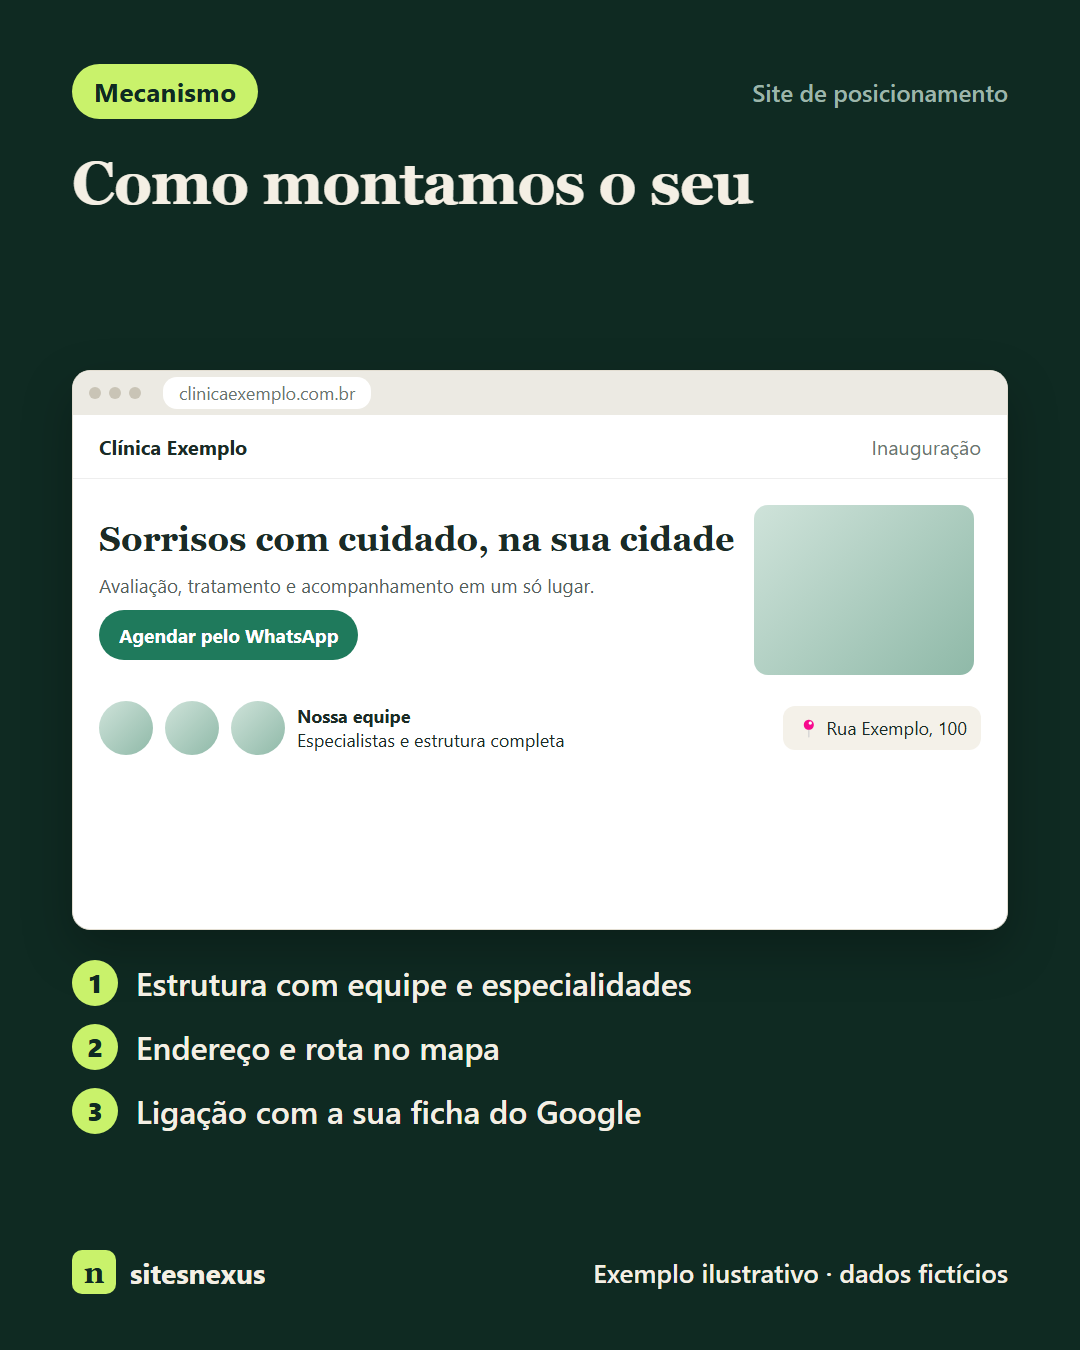 Mecanismo
Site de posicionamento
Como montamos o seu
clinicaexemplo.com.br
Clínica Exemplo
Inauguração
Sorrisos com cuidado, na sua cidade
Avaliação, tratamento e acompanhamento em um só lugar.
Agendar pelo WhatsApp
Nossa equipe
Especialistas e estrutura completa
Rua Exemplo, 100
1 Estrutura com equipe e especialidades
2 Endereço e rota no mapa
3 Ligação com a sua ficha do Google
n sitesnexus
Exemplo ilustrativo · dados fictícios